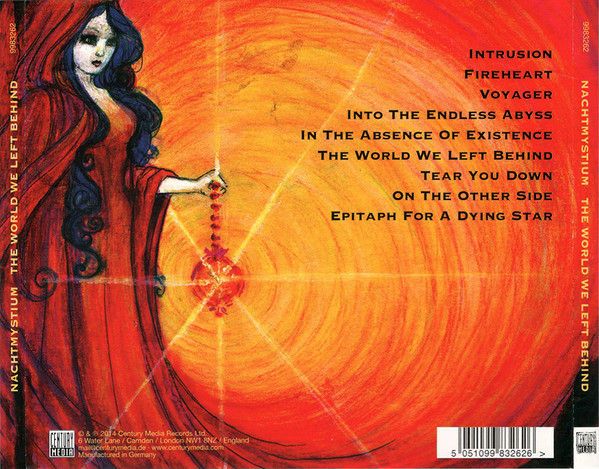 9983262
NACHTMYSTIUM THE WORLD WE LEFT BEHIND
INTRUSION
FIREHEART
VOYAGER
INTO THE ENDLESS ABYSS
IN THE ABSENCE OF EXISTENCE
THE WORLD WE LEFT BEHIND
TEAR YOU DOWN
ON THE OTHER SIDE
EPITAPH FOR A DYING STAR
CENTURY
MEDIA
© & ℗ 2014 Century Media Records Ltd.
6 Water Lane / Camden / London NW1 8NZ / England
mail@centurymedia.de - www.centurymedia.com
Manufactured in Germany
5 051099 832626 >
9983262
NACHTMYSTIUM THE WORLD WE LEFT BEHIND
CENTURY
MEDIA